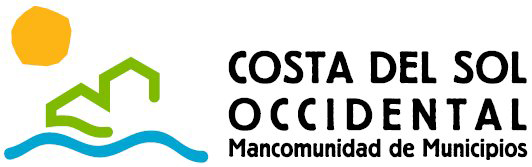 COSTA DEL SOL
OCCIDENTAL
Mancomunidad de Municipios